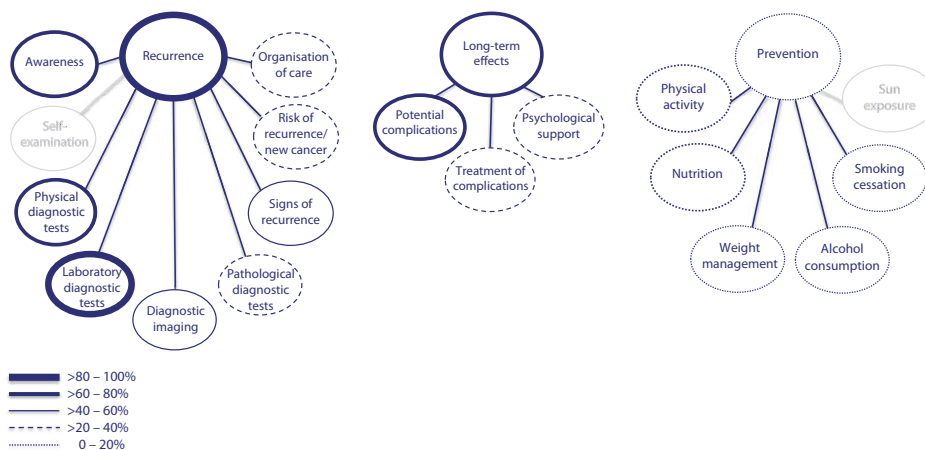 Recurrence
Awareness
Organisation
of care
Self-
examination
Risk of
recurrence/
new cancer
Physical
diagnostic
tests
Signs of
recurrence
Laboratory
diagnostic
tests
Pathological
diagnostic
tests
Diagnostic
imaging
Long-term
effects
Potential
complications
Psychological
support
Treatment of
complications
Prevention
Physical
activity
Sun
exposure
Nutrition
Smoking
cessation
Weight
management
Alcohol
consumption
>80 – 100%
>60 – 80%
>40 – 60%
>20 – 40%
0 – 20%